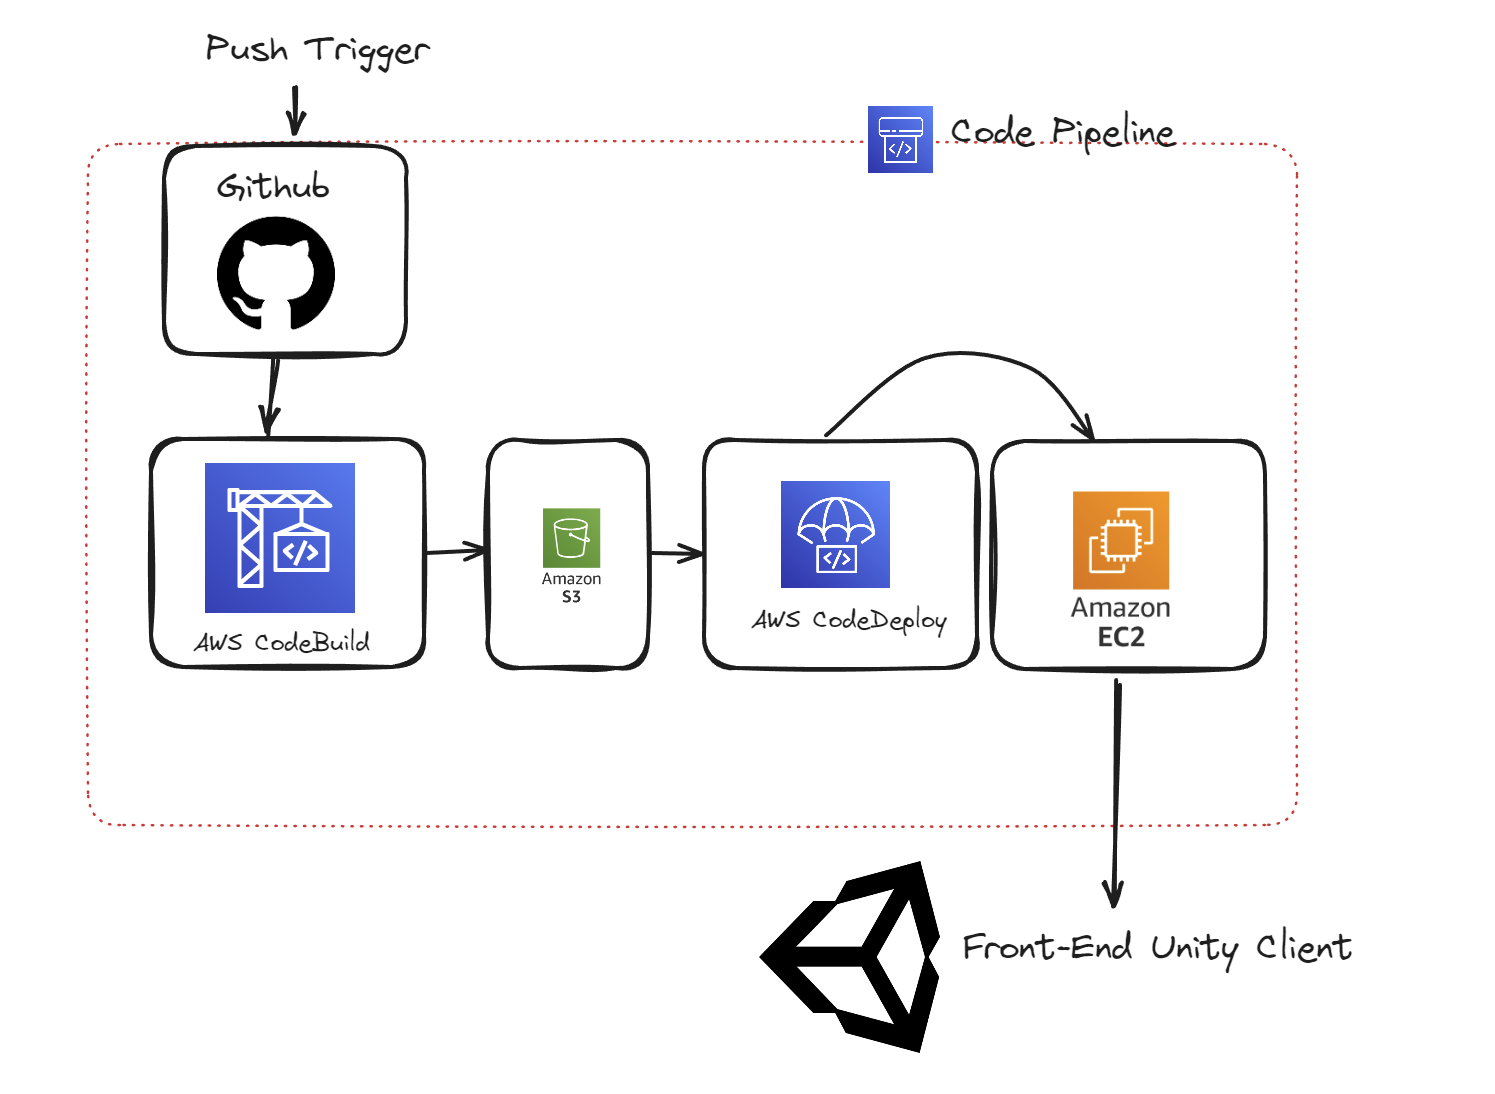 Push Trigger
Code Pipeline
Github
</>
</>
</>
Amazon
S3
Amazon
EC2
AWS CodeBuild
AWS CodeDeploy
Front-End Unity Client